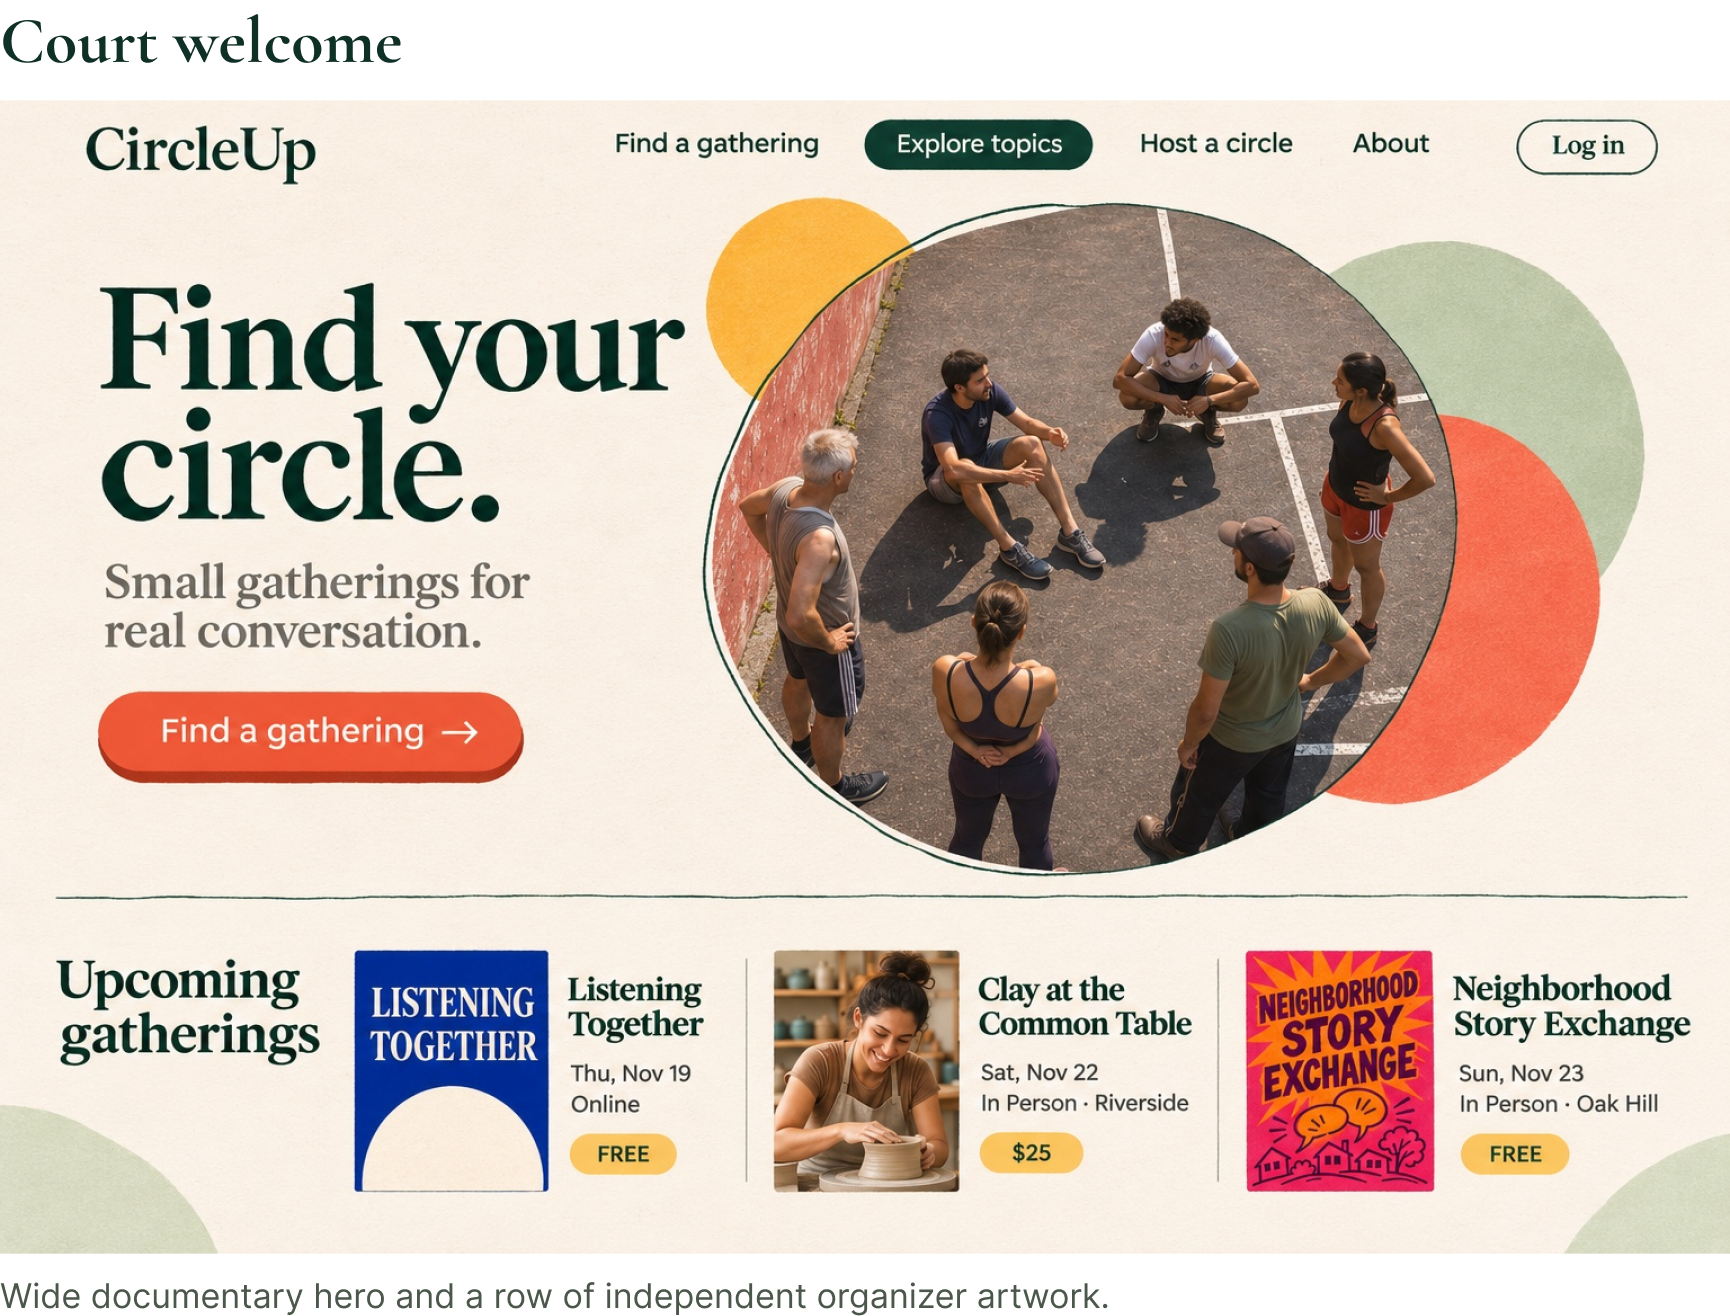 Court welcome
CircleUp
Find a gathering
Explore topics
Host a circle
About
Log in
Find your
circle.
Small gatherings for
real conversation.
Find a gathering →
Upcoming
gatherings
LISTENING
TOGETHER
Listening
Together
Thu, Nov 19
Online
FREE
Clay at the
Common Table
Sat, Nov 22
In Person · Riverside
$25
NEIGHBORHOOD
STORY
EXCHANGE
Neighborhood
Story Exchange
Sun, Nov 23
In Person · Oak Hill
FREE
Wide documentary hero and a row of independent organizer artwork.